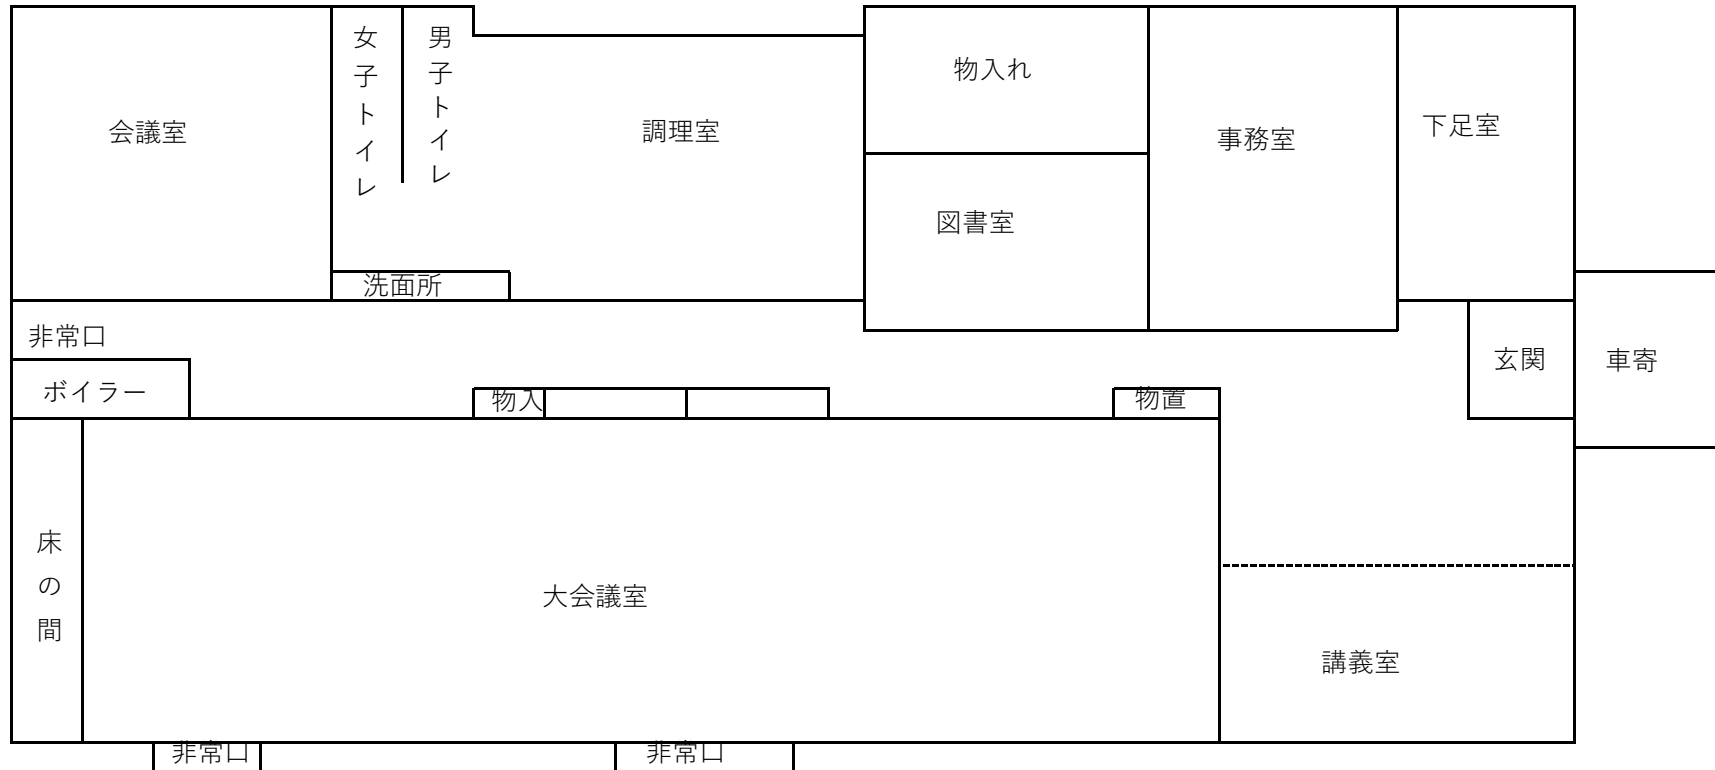 会議室
女子トイレ
男子トイレ
調理室
物入れ
事務室
下足室
図書室
洗面所
非常口
ボイラー
物入
物置
玄関
車寄
床の間
大会議室
講義室
非常口
非常口